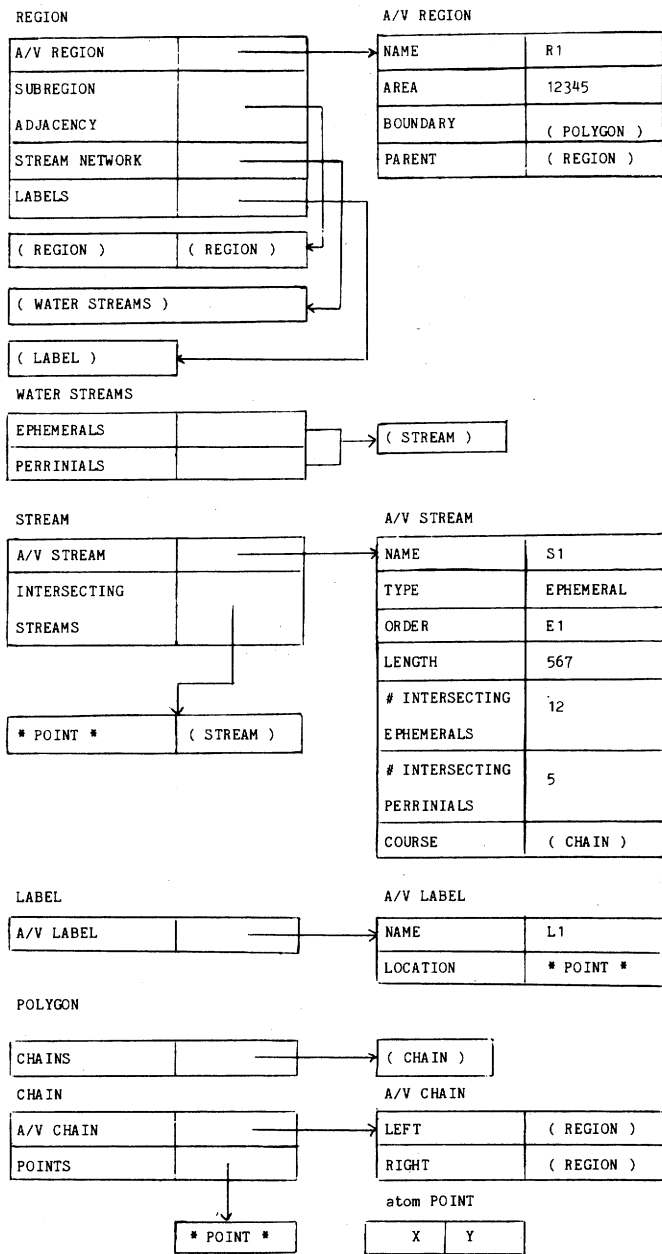 REGION
A/V REGION
A/V REGION
NAME R1
SUBREGION
AREA 12345
ADJACENCY
BOUNDARY ( POLYGON )
STREAM NETWORK
PARENT ( REGION )
LABELS
( REGION ) ( REGION )
( WATER STREAMS )
( LABEL )
WATER STREAMS
EPHEMERALS
( STREAM )
PERRINIALS
STREAM
A/V STREAM
A/V STREAM
NAME S1
INTERSECTING
TYPE EPHEMERAL
STREAMS
ORDER E1
LENGTH 567
# INTERSECTING
12
EPHEMERALS
* POINT * ( STREAM )
# INTERSECTING
5
PERRINIALS
COURSE ( CHAIN )
LABEL
A/V LABEL
A/V LABEL
NAME L1
LOCATION * POINT *
POLYGON
CHAINS
( CHAIN )
CHAIN
A/V CHAIN
A/V CHAIN
LEFT ( REGION )
POINTS
RIGHT ( REGION )
atom POINT
* POINT *
X Y